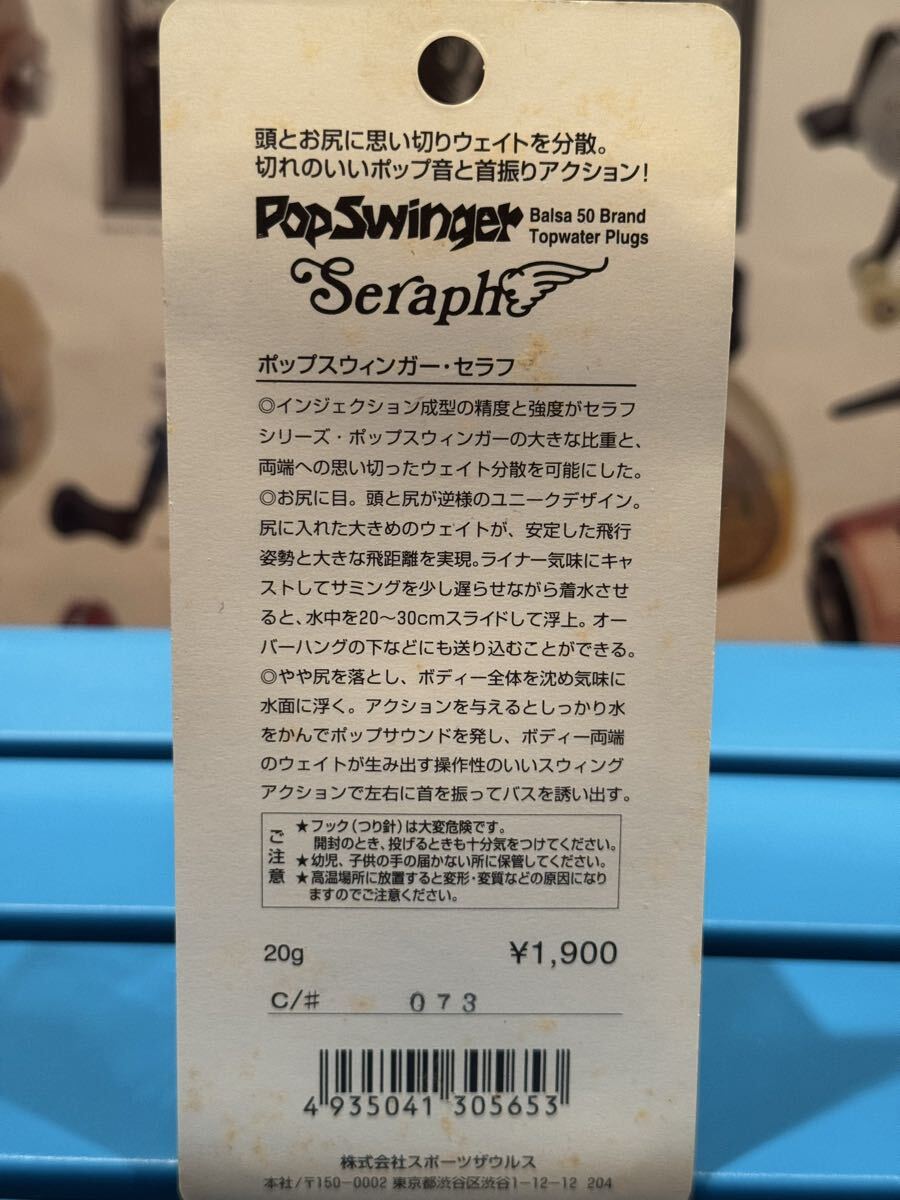 頭とお尻に思い切りウェイトを分散。
切れのいいポップ音と首振りアクション！
PopSwinger Balsa 50 Brand
Topwater Plugs
Seraph
ポップスウィンガー・セラフ
◎インジェクション成型の精度と強度がセラフ
シリーズ・ポップスウィンガーの大きな比重と、
両端への思い切ったウェイト分散を可能にした。
◎お尻に目。頭と尻が逆様のユニークデザイン。
尻に入れた大きめのウェイトが、安定した飛行
姿勢と大きな飛距離を実現。ライナー気味にキャ
ストしてサミングを少し遅らせながら着水させ
ると、水中を20〜30cmスライドして浮上。オー
バーハングの下などにも送り込むことができる。
◎やや尻を落とし、ボディー全体を沈め気味に
水面に浮く。アクションを与えるとしっかり水
をかんでポップサウンドを発し、ボディー両端
のウェイトが生み出す操作性のいいスウィング
アクションで左右に首を振ってバスを誘い出す。
ご注意
★フック（つり針）は大変危険です。
開封のとき、投げるときも十分気をつけてください。
★幼児、子供の手の届かない所に保管してください。
★高温場所に放置すると変形・変質などの原因になり
ますのでご注意ください。
20g ¥1,900
C/# 073
4 935041 305653
株式会社スポーツザウルス
本社/〒150-0002 東京都渋谷区渋谷1-12-12 204